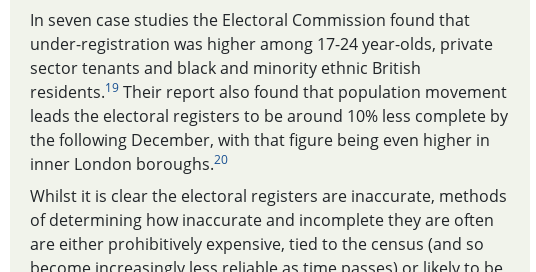 In seven case studies the Electoral Commission found that
under-registration was higher among 17-24 year-olds, private
sector tenants and black and minority ethnic British
residents.19 Their report also found that population movement
leads the electoral registers to be around 10% less complete by
the following December, with that figure being even higher in
inner London boroughs.20
Whilst it is clear the electoral registers are inaccurate, methods
of determining how inaccurate and incomplete they are often
are either prohibitively expensive, tied to the census (and so
become increasingly less reliable as time passes) or likely to be